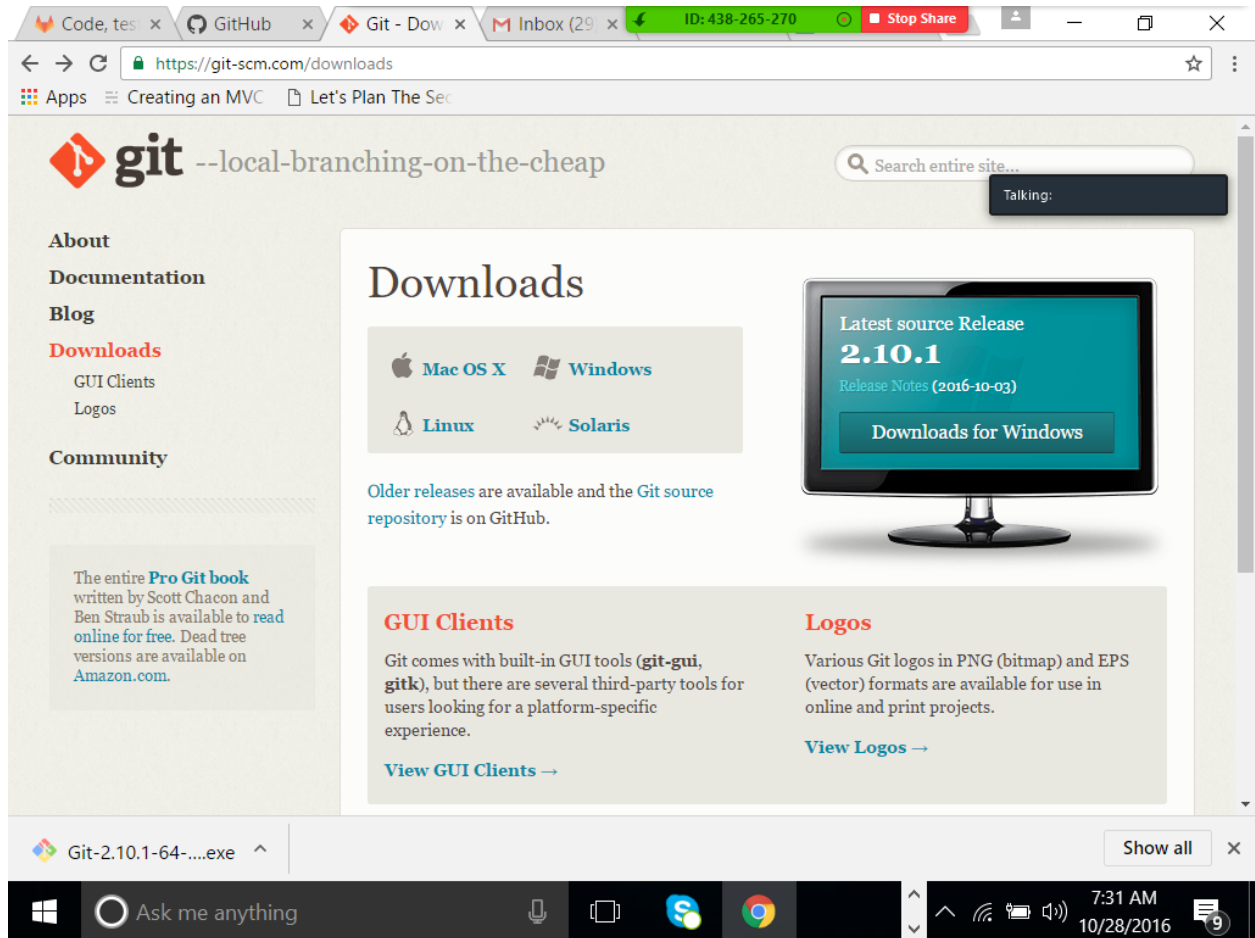 Code, tes
GitHub
Git - Dow
Inbox (29
ID: 438-265-270
Stop Share
https://git-scm.com/downloads
Apps
Creating an MVC
Let's Plan The Sec
git --local-branching-on-the-cheap
Search entire site...
Talking:
About
Documentation
Blog
Downloads
GUI Clients
Logos
Community
The entire Pro Git book
written by Scott Chacon and
Ben Straub is available to read
online for free. Dead tree
versions are available on
Amazon.com.
Downloads
Mac OS X
Windows
Linux
Solaris
Older releases are available and the Git source
repository is on GitHub.
Latest source Release
2.10.1
Release Notes (2016-10-03)
Downloads for Windows
GUI Clients
Git comes with built-in GUI tools (git-gui,
gitk), but there are several third-party tools for
users looking for a platform-specific
experience.
View GUI Clients →
Logos
Various Git logos in PNG (bitmap) and EPS
(vector) formats are available for use in
online and print projects.
View Logos →
Git-2.10.1-64-....exe
Show all
Ask me anything
7:31 AM
10/28/2016
9